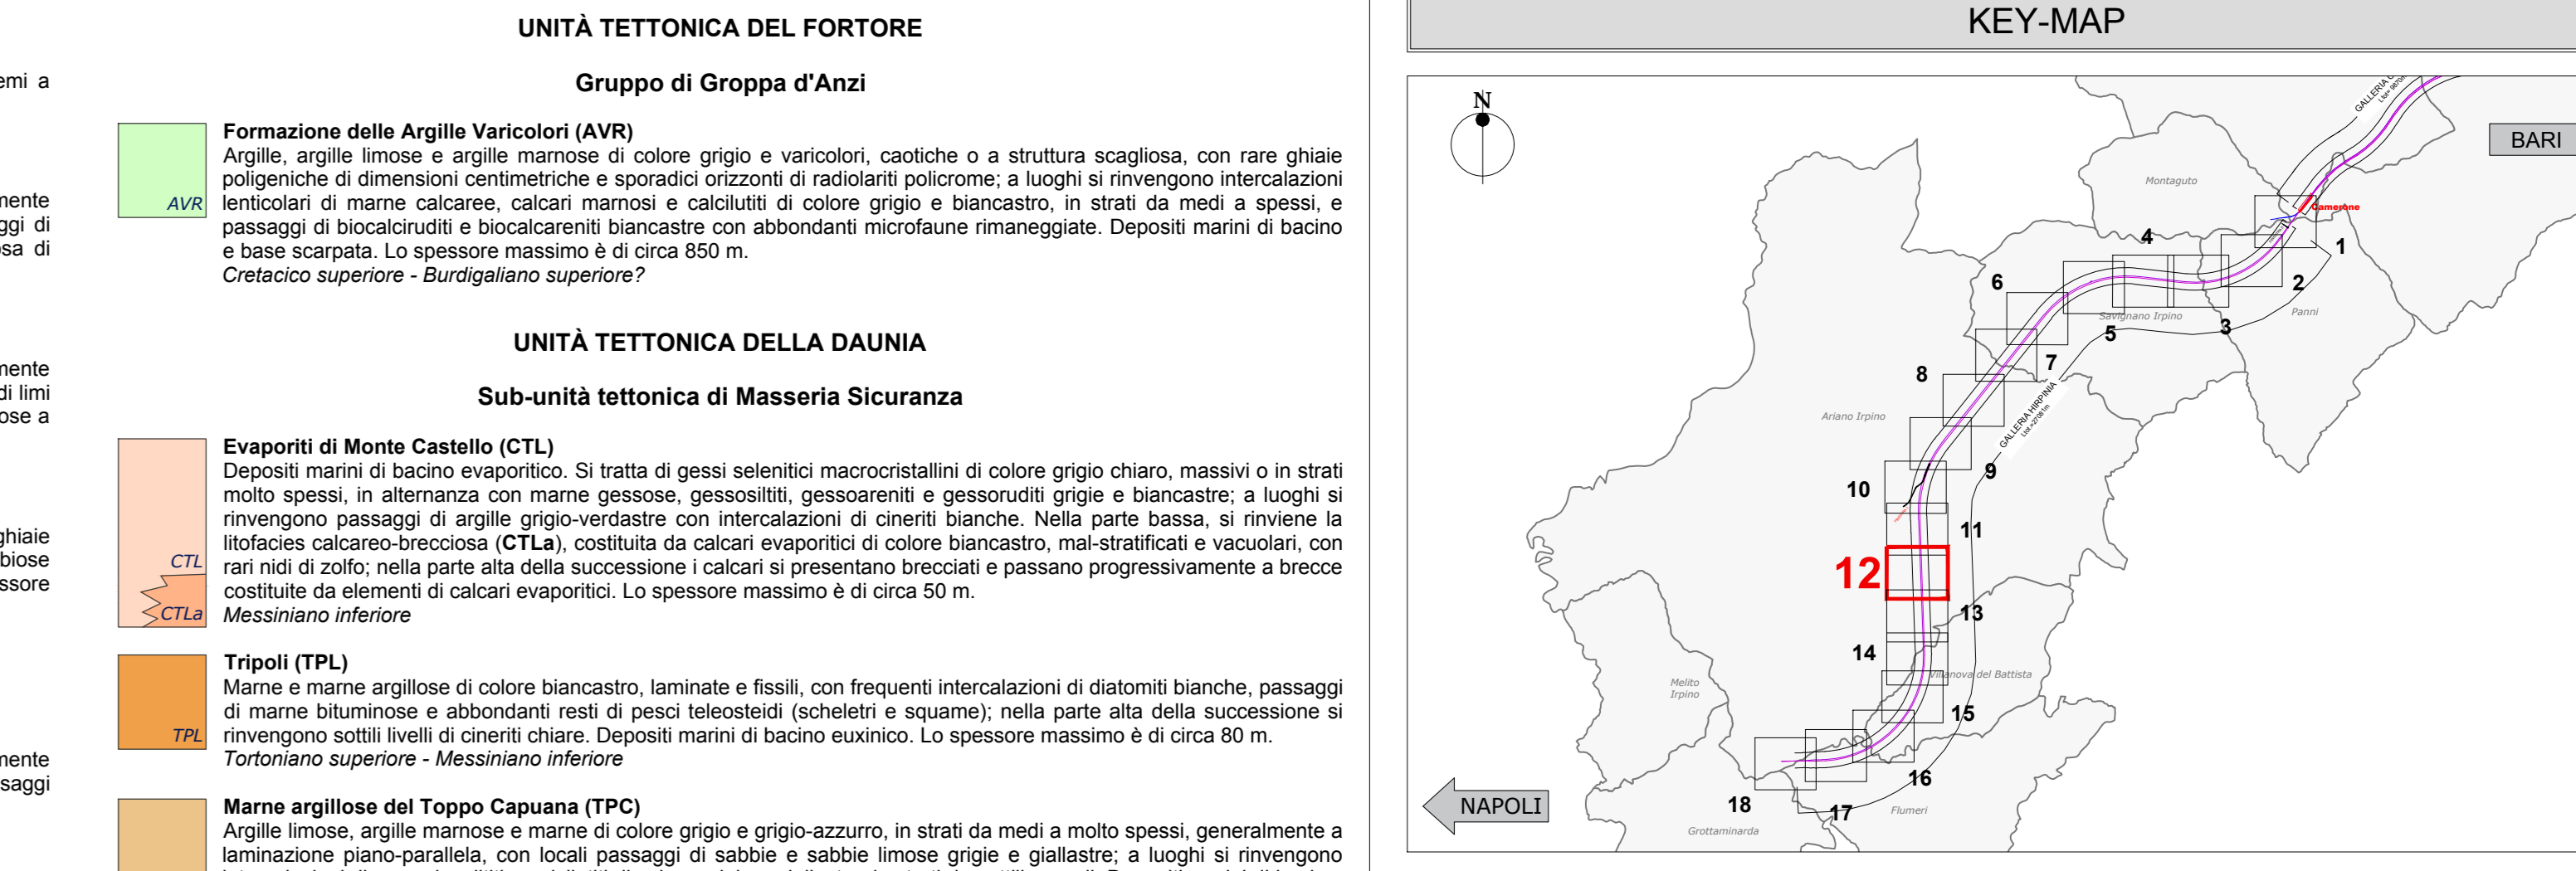 emi a
mente
ggi di
osa di
mente
di limi
ose a
ghiaie
biose
ssore
mente
saggi
UNITÀ TETTONICA DEL FORTORE
Gruppo di Groppa d'Anzi
Formazione delle Argille Varicolori (AVR)
Argille, argille limose e argille marnose di colore grigio e varicolori, caotiche o a struttura scagliosa, con rare ghiaie
poligeniche di dimensioni centimetriche e sporadici orizzonti di radiolariti policrome; a luoghi si rinvengono intercalazioni
lenticolari di marne calcaree, calcari marnosi e calcilutiti di colore grigio e biancastro, in strati da medi a spessi, e
passaggi di biocalciruditi e biocalcareniti biancastre con abbondanti microfaune rimaneggiate. Depositi marini di bacino
e base scarpata. Lo spessore massimo è di circa 850 m.
Cretacico superiore - Burdigaliano superiore?
AVR
UNITÀ TETTONICA DELLA DAUNIA
Sub-unità tettonica di Masseria Sicuranza
Evaporiti di Monte Castello (CTL)
Depositi marini di bacino evaporitico. Si tratta di gessi selenitici macrocristallini di colore grigio chiaro, massivi o in strati
molto spessi, in alternanza con marne gessose, gessosiltiti, gessoareniti e gessoruditi grigie e biancastre; a luoghi si
rinvengono passaggi di argille grigio-verdastre con intercalazioni di cineriti bianche. Nella parte bassa, si rinviene la
litofacies calcareo-brecciosa (CTLa), costituita da calcari evaporitici di colore biancastro, mal-stratificati e vacuolari, con
rari nidi di zolfo; nella parte alta della successione i calcari si presentano brecciati e passano progressivamente a brecce
costituite da elementi di calcari evaporitici. Lo spessore massimo è di circa 50 m.
Messiniano inferiore
CTL
CTLa
Tripoli (TPL)
Marne e marne argillose di colore biancastro, laminate e fissili, con frequenti intercalazioni di diatomiti bianche, passaggi
di marne bituminose e abbondanti resti di pesci teleosteidi (scheletri e squame); nella parte alta della successione si
rinvengono sottili livelli di cineriti chiare. Depositi marini di bacino euxinico. Lo spessore massimo è di circa 80 m.
Tortoniano superiore - Messiniano inferiore
TPL
Marne argillose del Toppo Capuana (TPC)
Argille limose, argille marnose e marne di colore grigio e grigio-azzurro, in strati da medi a molto spessi, generalmente a
laminazione piano-parallela, con locali passaggi di sabbie e sabbie limose grigie e giallastre; a luoghi si rinvengono
KEY-MAP
N
GALLERIA
BARI
Montaguto
Camerone
1
4
2
6
Savignano Irpino
Panni
3
5
7
8
GALLERIA HIRPINIA
Ltot.=27081m
Ariano Irpino
9
10
11
12
13
14
Villanova del Battista
Melito
Irpino
15
16
NAPOLI
18
17
Flumeri
Grottaminarda